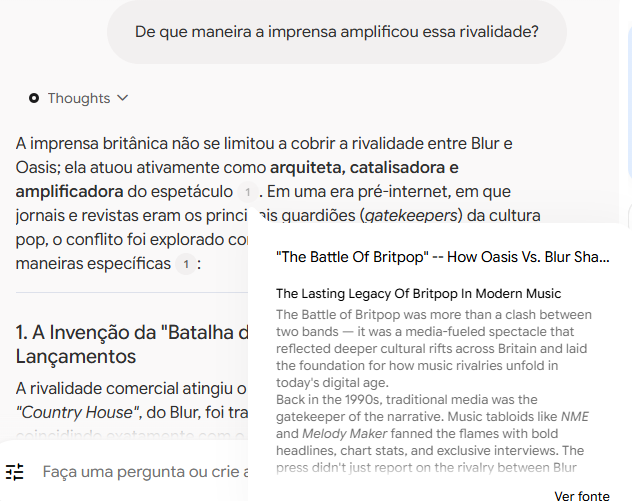 De que maneira a imprensa amplificou essa rivalidade?
Thoughts
A imprensa britânica não se limitou a cobrir a rivalidade entre Blur e
Oasis; ela atuou ativamente como arquiteta, catalisadora e
amplificadora do espetáculo 1 . Em uma era pré-internet, em que
jornais e revistas eram os principais guardiões (gatekeepers) da cultura
pop, o conflito foi explorado
maneiras específicas 1 :
1. A Invenção da "Batalha
Lançamentos
A rivalidade comercial atingiu o
"Country House", do Blur, foi
"The Battle Of Britpop" -- How Oasis Vs. Blur Sha...
The Lasting Legacy Of Britpop In Modern Music
The Battle of Britpop was more than a clash between
two bands — it was a media-fueled spectacle that
reflected deeper cultural rifts across Britain and laid
the foundation for how music rivalries unfold in
today's digital age.
Back in the 1990s, traditional media was the
gatekeeper of the narrative. Music tabloids like NME
and Melody Maker fanned the flames with bold
headlines, chart stats, and exclusive interviews. The
press didn't just report on the rivalry between Blur
Ver fonte
Faça uma pergunta ou crie